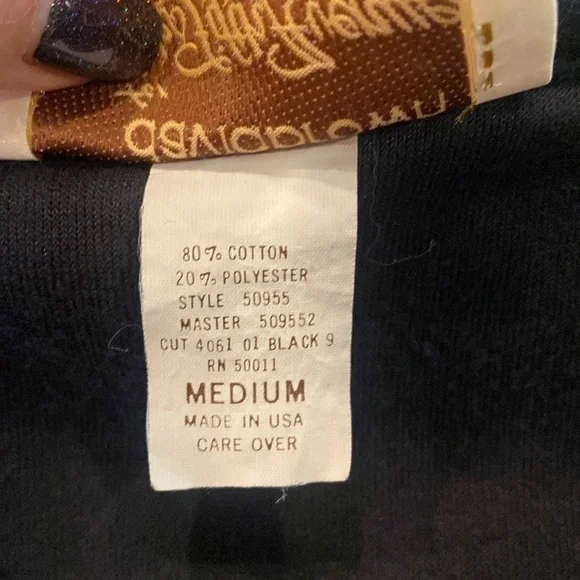 80% COTTON
20% POLYESTER
STYLE 50955
MASTER 509552
CUT 4061 01 BLACK 9
RN 50011
MEDIUM
MADE IN USA
CARE OVER